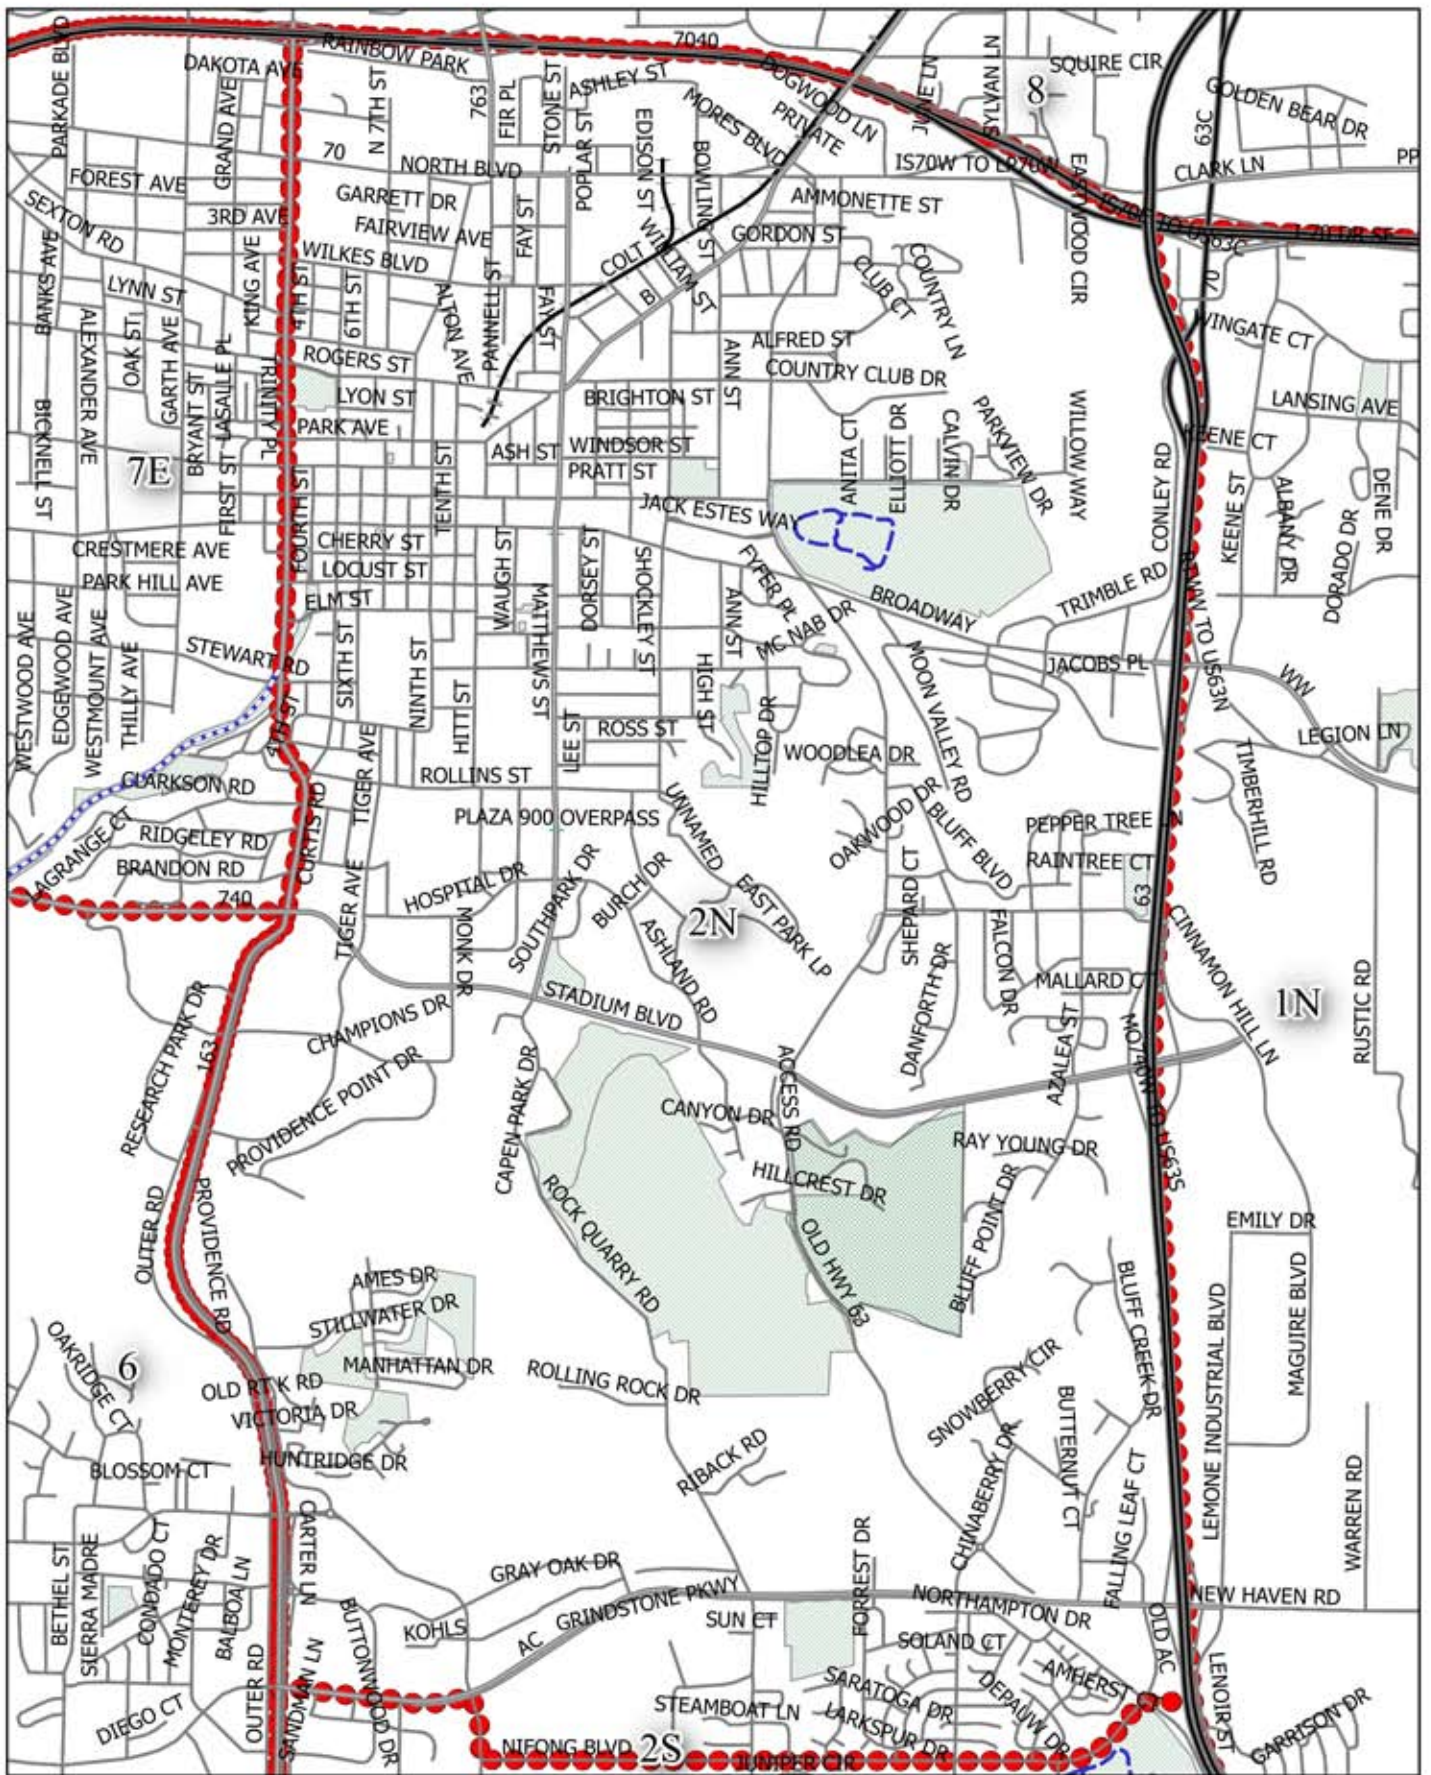 7040
RAINBOW PARK
PARKADE BLVD
DAKOTA AVE
GRAND AVE
N 7TH ST
763
FIR PL
STONE ST
ASHLEY ST
POPLAR ST
EDISON ST
MORES BLVD
DOGWOOD LN
PRIVATE
JUNE LN
SYLVAN LN
8
SQUIRE CIR
63C
GOLDEN BEAR DR
70
NORTH BLVD
BOWLING ST
IS70W TO LP70W
EASTWOOD CIR
CLARK LN
PP
FOREST AVE
SEXTON RD
3RD AVE
GARRETT DR
FAIRVIEW AVE
WILKES BLVD
FAY ST
AMMONETTE ST
GORDON ST
BANKS AVE
LYNN ST
KING AVE
4TH ST
6TH ST
ALTON AVE
PANNELL ST
FAY ST
COLT
B
WILLIAM ST
CLUB CT
COUNTRY LN
70
WINGATE CT
ALEXANDER AVE
OAK ST
GARTH AVE
LASALLE PL
TRINITY PL
ROGERS ST
LYON ST
PARK AVE
ALFRED ST
COUNTRY CLUB DR
ANN ST
BRIGHTON ST
WINDSOR ST
PRATT ST
ASH ST
BICKNELL ST
BRYANT ST
FIRST ST
7E
FOURTH ST
TENTH ST
ANITA CT
ELLIOTT DR
CALVIN DR
PARKVIEW DR
WILLOW WAY
CONLEY RD
KEENE CT
LANSING AVE
KEENE ST
ALBANY DR
DORADO DR
DENE DR
JACK ESTES WAY
CRESTMERE AVE
PARK HILL AVE
CHERRY ST
LOCUST ST
ELM ST
WAUGH ST
MATTHEWS ST
DORSEY ST
SHOCKLEY ST
FYFER PL
MC NAB DR
ANN ST
BROADWAY
TRIMBLE RD
JACOBS PL
WW
LEGION LN
WESTWOOD AVE
EDGEWOOD AVE
WESTMOUNT AVE
THILLY AVE
STEWART RD
4TH ST
SIXTH ST
NINTH ST
HITT ST
LEE ST
HIGH ST
ROSS ST
HILLTOP DR
WOODLEA DR
MOON VALLEY RD
TIMBERHILL RD
CLARKSON RD
LAGRANGE CT
RIDGELEY RD
BRANDON RD
CURTIS RD
TIGER AVE
ROLLINS ST
PLAZA 900 OVERPASS
UNNAMED
OAKWOOD DR
BLUFF BLVD
PEPPER TREE LN
RAINTREE CT
63
740
TIGER AVE
HOSPITAL DR
MONK DR
SOUTHPARK DR
BURCH DR
ASHLAND RD
2N
EAST PARK LP
SHEPARD CT
DANFORTH DR
FALCON DR
MALLARD CT
CINNAMON HILL LN
1N
RUSTIC RD
STADIUM BLVD
RESEARCH PARK DR
163
CHAMPIONS DR
PROVIDENCE POINT DR
CAPEN PARK DR
ACCESS RD
CANYON DR
AZALEA ST
MO740W TO US63S
RAY YOUNG DR
HILLCREST DR
BLUFF POINT DR
OUTER RD
PROVIDENCE RD
ROCK QUARRY RD
OLD HWY 63
EMILY DR
MAGUIRE BLVD
LEMONE INDUSTRIAL BLVD
BLUFF CREEK DR
AMES DR
STILLWATER DR
MANHATTAN DR
OAKRIDGE CT
6
OLD RT K RD
VICTORIA DR
HUNTRIDGE DR
ROLLING ROCK DR
SNOWBERRY CIR
BUTTERNUT CT
RIBACK RD
BLOSSOM CT
CHINABERRY DR
FALLING LEAF CT
WARREN RD
BETHEL ST
SIERRA MADRE
CONDADO CT
MONTEREY DR
BALBOA LN
CARTER LN
BUTTONWOOD DR
KOHLS
GRAY OAK DR
AC
GRINDSTONE PKWY
SUN CT
FORREST DR
NORTHAMPTON DR
SOLAND CT
NEW HAVEN RD
OLD AC
AMHERST CT
LENOIR ST
DIEGO CT
OUTER RD
SANDMAN LN
STEAMBOAT LN
SARATOGA DR
LARKSPUR DR
DEPAUW DR
GARRISON DR
NIFONG BLVD
2S
JUNIPER CIR